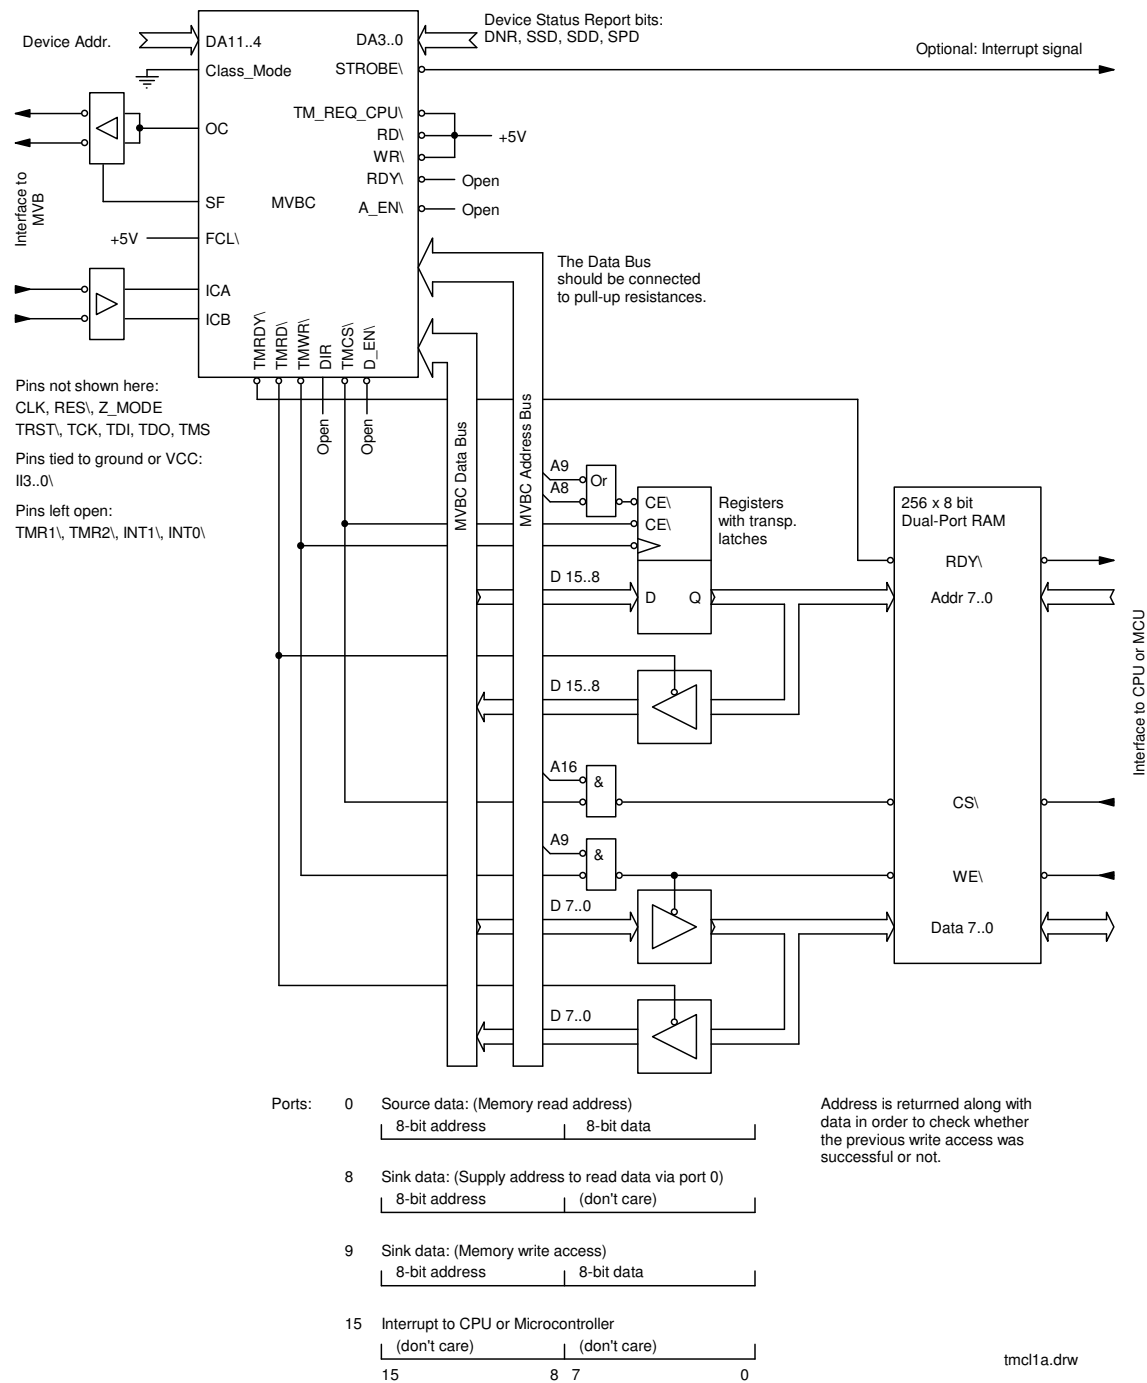 Device Status Report bits:
DNR, SSD, SDD, SPD
Device Addr.
DA11..4
DA3..0
Optional: Interrupt signal
Class_Mode
STROBE\
TM_REQ_CPU\
OC
RD\
+5V
WR\
RDY\
Open
Interface to
MVB
SF
MVBC
A_EN\
Open
+5V
FCL\
The Data Bus
should be connected
to pull-up resistances.
ICA
ICB
TMRDY\
TMRD\
TMWR\
DIR
TMCS\
D_EN\
Pins not shown here:
CLK, RES\, Z_MODE
TRST\, TCK, TDI, TDO, TMS
Pins tied to ground or VCC:
II3..0\
Pins left open:
TMR1\, TMR2\, INT1\, INT0\
Open
Open
MVBC Data Bus
MVBC Address Bus
A9
A8
Or
CE\
CE\
Registers
with transp.
latches
256 x 8 bit
Dual-Port RAM
RDY\
D 15..8
D
Q
Addr 7..0
D 15..8
Interface to CPU or MCU
A16
&
CS\
A9
&
WE\
D 7..0
Data 7..0
D 7..0
Ports:
0 Source data: (Memory read address)
8-bit address 8-bit data
Address is returrned along with
data in order to check whether
the previous write access was
successful or not.
8 Sink data: (Supply address to read data via port 0)
8-bit address (don't care)
9 Sink data: (Memory write access)
8-bit address 8-bit data
15 Interrupt to CPU or Microcontroller
(don't care) (don't care)
15 8 7 0
tmcl1a.drw